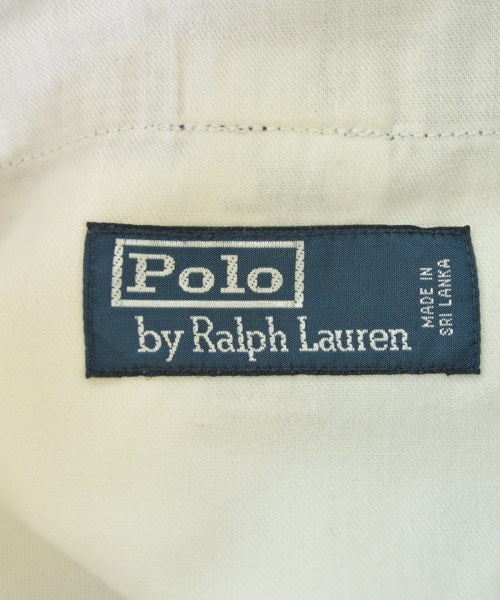 Polo
by Ralph Lauren
MADE IN
SRI LANKA